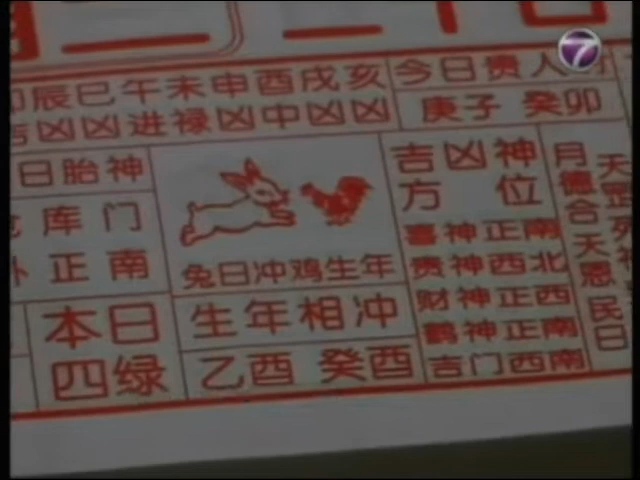 7
辰巳午未申酉戌亥
凶凶进禄凶中凶凶
今日贵人时
庚子 癸卯
日胎神
库门
正南
兔日冲鸡生年
本日
四绿
生年相冲
乙酉 癸酉
吉凶神
方位
喜神正南
贵神西北
财神正西
鹤神正南
吉门西南
月德合天恩民日
天